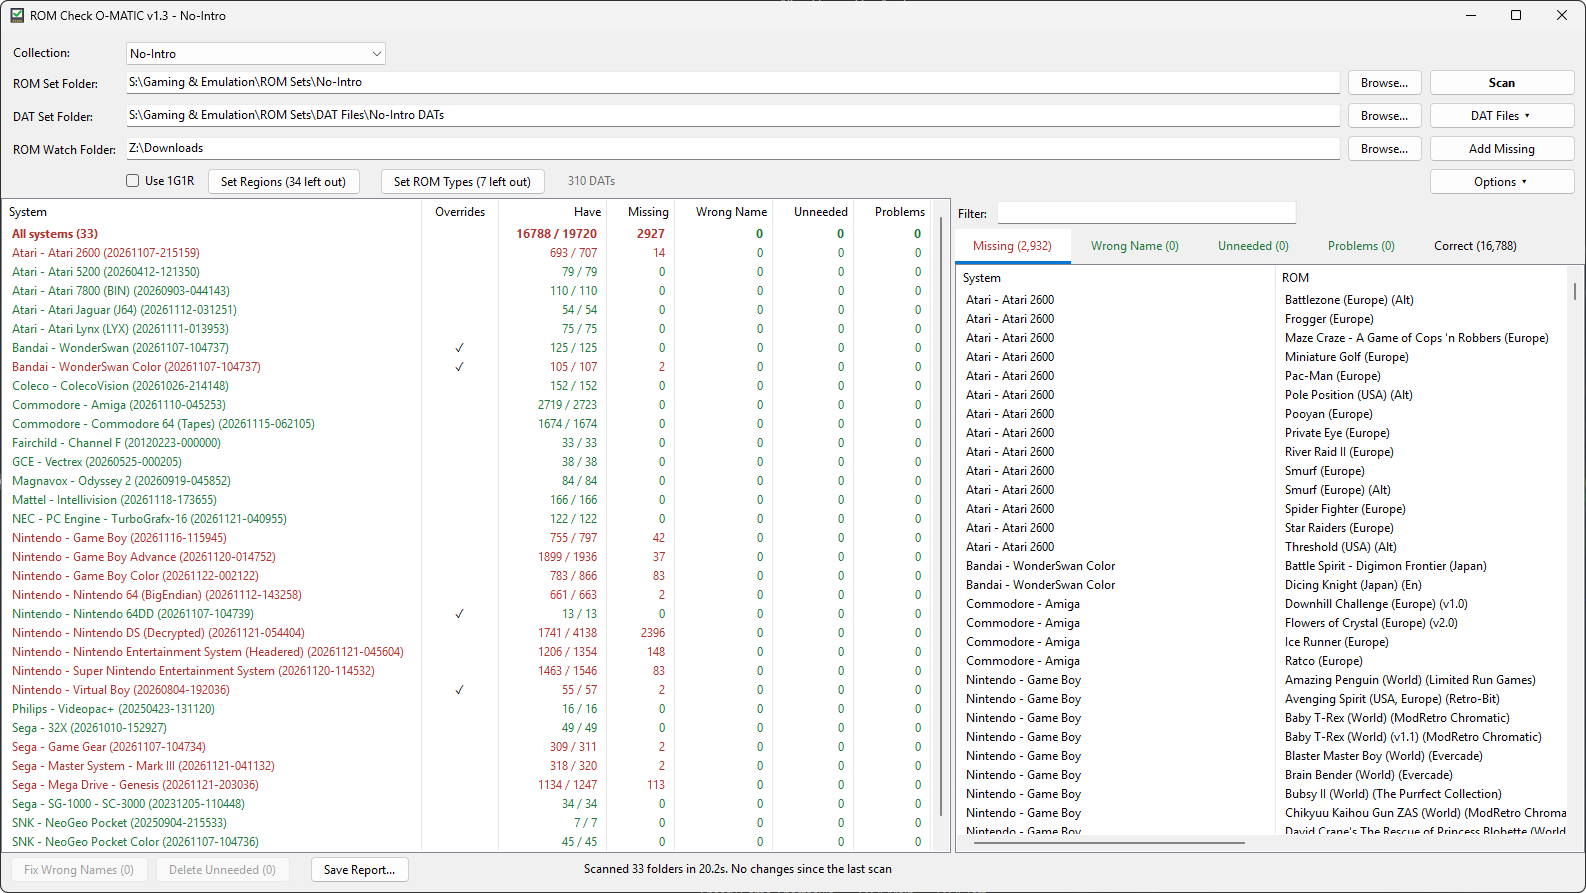 ROM Check O-MATIC v1.3 - No-Intro
Collection: No-Intro
ROM Set Folder: S:\Gaming & Emulation\ROM Sets\No-Intro Browse... Scan
DAT Set Folder: S:\Gaming & Emulation\ROM Sets\DAT Files\No-Intro DATs Browse... DAT Files
ROM Watch Folder: Z:\Downloads Browse... Add Missing
Use 1G1R Set Regions (34 left out) Set ROM Types (7 left out) 310 DATs Options
System Overrides Have Missing Wrong Name Unneeded Problems
All systems (33) 16788 / 19720 2927 0 0 0
Atari - Atari 2600 (20261107-215159) 693 / 707 14 0 0 0
Atari - Atari 5200 (20260412-121350) 79 / 79 0 0 0 0
Atari - Atari 7800 (BIN) (20260903-044143) 110 / 110 0 0 0 0
Atari - Atari Jaguar (J64) (20261112-031251) 54 / 54 0 0 0 0
Atari - Atari Lynx (LYX) (20261111-013953) 75 / 75 0 0 0 0
Bandai - WonderSwan (20261107-104737) ✓ 125 / 125 0 0 0 0
Bandai - WonderSwan Color (20261107-104737) ✓ 105 / 107 2 0 0 0
Coleco - ColecoVision (20261026-214148) 152 / 152 0 0 0 0
Commodore - Amiga (20261110-045253) 2719 / 2723 0 0 0 0
Commodore - Commodore 64 (Tapes) (20261115-062105) 1674 / 1674 0 0 0 0
Fairchild - Channel F (20120223-000000) 33 / 33 0 0 0 0
GCE - Vectrex (20260525-000205) 38 / 38 0 0 0 0
Magnavox - Odyssey 2 (20260919-045852) 84 / 84 0 0 0 0
Mattel - Intellivision (20261118-173655) 166 / 166 0 0 0 0
NEC - PC Engine - TurboGrafx-16 (20261121-040955) 122 / 122 0 0 0 0
Nintendo - Game Boy (20261116-115945) 755 / 797 42 0 0 0
Nintendo - Game Boy Advance (20261120-014752) 1899 / 1936 37 0 0 0
Nintendo - Game Boy Color (20261122-002122) 783 / 866 83 0 0 0
Nintendo - Nintendo 64 (BigEndian) (20261112-143258) 661 / 663 2 0 0 0
Nintendo - Nintendo 64DD (20261107-104739) ✓ 13 / 13 0 0 0 0
Nintendo - Nintendo DS (Decrypted) (20261121-054404) 1741 / 4138 2396 0 0 0
Nintendo - Nintendo Entertainment System (Headered) (20261121-045604) 1206 / 1354 148 0 0 0
Nintendo - Super Nintendo Entertainment System (20261120-114532) 1463 / 1546 83 0 0 0
Nintendo - Virtual Boy (20260804-192036) ✓ 55 / 57 2 0 0 0
Philips - Videopac+ (20250423-131120) 16 / 16 0 0 0 0
Sega - 32X (20261010-152927) 49 / 49 0 0 0 0
Sega - Game Gear (20261107-104734) 309 / 311 2 0 0 0
Sega - Master System - Mark III (20261121-041132) 318 / 320 2 0 0 0
Sega - Mega Drive - Genesis (20261121-203036) 1134 / 1247 113 0 0 0
Sega - SG-1000 - SC-3000 (20231205-110448) 34 / 34 0 0 0 0
SNK - NeoGeo Pocket (20250904-215533) 7 / 7 0 0 0 0
SNK - NeoGeo Pocket Color (20261107-104736) 45 / 45 0 0 0 0
Filter:
Missing (2,932) Wrong Name (0) Unneeded (0) Problems (0) Correct (16,788)
System ROM
Atari - Atari 2600 Battlezone (Europe) (Alt)
Atari - Atari 2600 Frogger (Europe)
Atari - Atari 2600 Maze Craze - A Game of Cops 'n Robbers (Europe)
Atari - Atari 2600 Miniature Golf (Europe)
Atari - Atari 2600 Pac-Man (Europe)
Atari - Atari 2600 Pole Position (USA) (Alt)
Atari - Atari 2600 Pooyan (Europe)
Atari - Atari 2600 Private Eye (Europe)
Atari - Atari 2600 River Raid II (Europe)
Atari - Atari 2600 Smurf (Europe)
Atari - Atari 2600 Smurf (Europe) (Alt)
Atari - Atari 2600 Spider Fighter (Europe)
Atari - Atari 2600 Star Raiders (Europe)
Atari - Atari 2600 Threshold (USA) (Alt)
Bandai - WonderSwan Color Battle Spirit - Digimon Frontier (Japan)
Bandai - WonderSwan Color Dicing Knight (Japan) (En)
Commodore - Amiga Downhill Challenge (Europe) (v1.0)
Commodore - Amiga Flowers of Crystal (Europe) (v2.0)
Commodore - Amiga Ice Runner (Europe)
Commodore - Amiga Ratco (Europe)
Nintendo - Game Boy Amazing Penguin (World) (Limited Run Games)
Nintendo - Game Boy Avenging Spirit (USA, Europe) (Retro-Bit)
Nintendo - Game Boy Baby T-Rex (World) (ModRetro Chromatic)
Nintendo - Game Boy Baby T-Rex (World) (v1.1) (ModRetro Chromatic)
Nintendo - Game Boy Blaster Master Boy (World) (Evercade)
Nintendo - Game Boy Brain Bender (World) (Evercade)
Nintendo - Game Boy Bubsy II (World) (The Purrfect Collection)
Nintendo - Game Boy Chikyuu Kaihou Gun ZAS (World) (ModRetro Chroma
Nintendo - Game Boy David Crane's The Rescue of Princess Blobette (World
Fix Wrong Names (0) Delete Unneeded (0) Save Report... Scanned 33 folders in 20.2s. No changes since the last scan